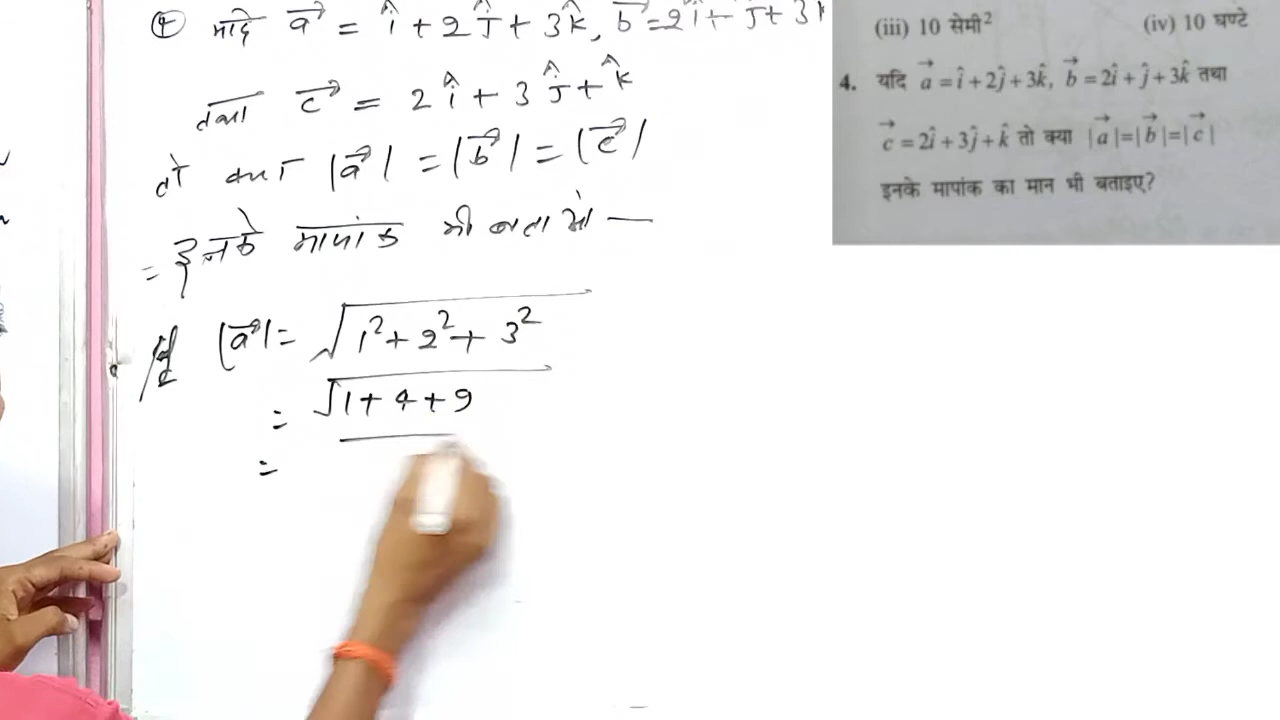 ④ यदि a⃗ = î + 2ĵ + 3k̂, b⃗ = 2î + ĵ + 3
तथा c⃗ = 2î + 3ĵ + k̂
तो क्या |a⃗| = |b⃗| = |c⃗|
इनके मापांक भी बताओ —
=
|a⃗| = √1² + 2² + 3²
= √1 + 4 + 9
=
(iii) 10 सेमी² (iv) 10 घण्टे
4. यदि a⃗ = î + 2ĵ + 3k̂, b⃗ = 2î + ĵ + 3k̂ तथा
c⃗ = 2î + 3ĵ + k̂ तो क्या |a⃗| = |b⃗| = |c⃗|
इनके मापांक का मान भी बताइए?